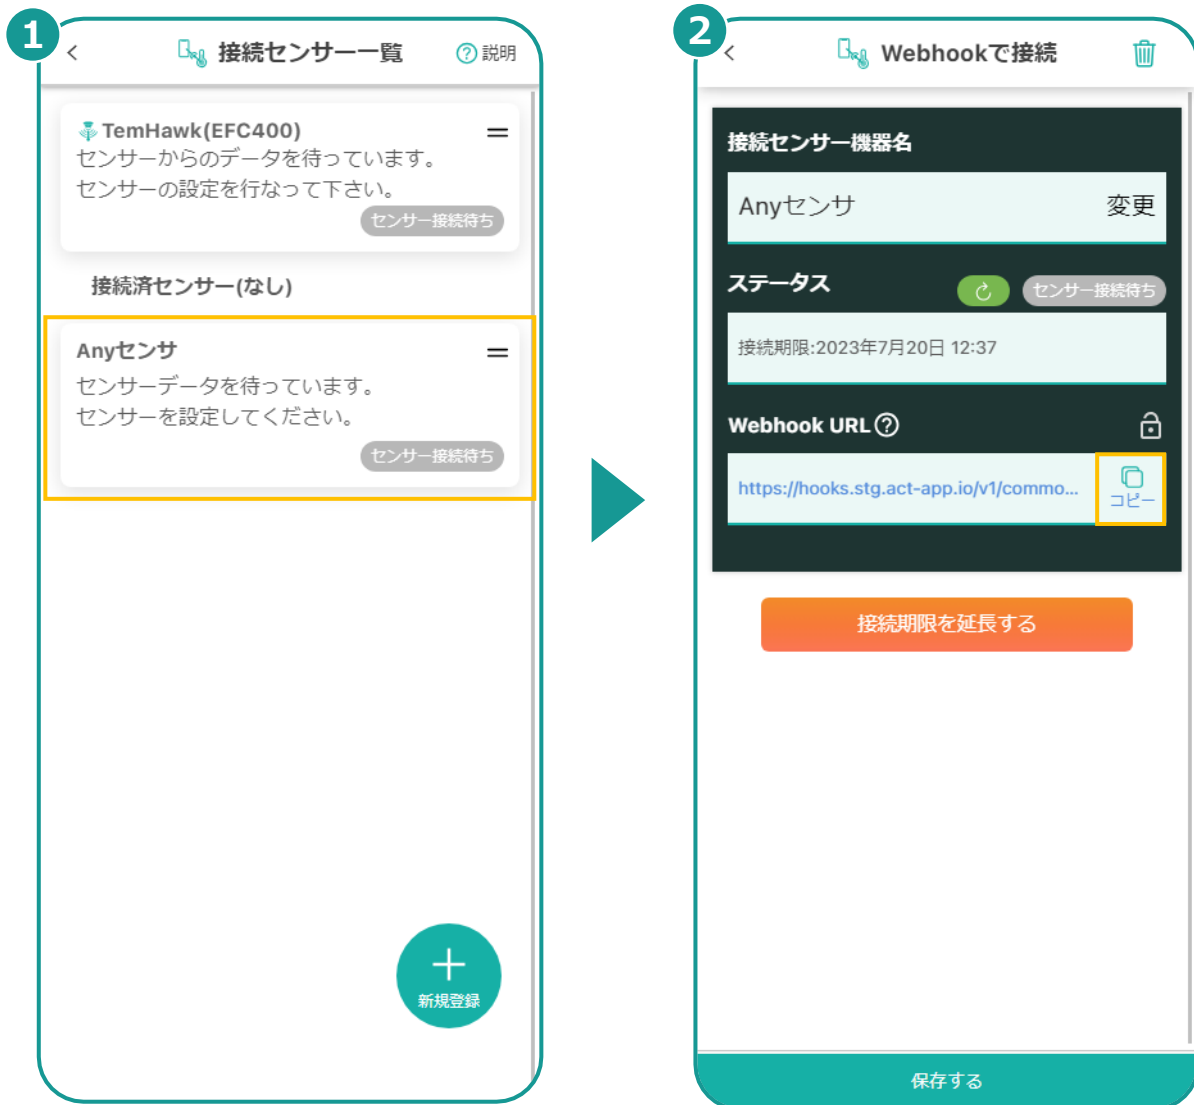 1
接続センサー一覧
説明
TemHawk(EFC400)
センサーからのデータを待っています。
センサーの設定を行なって下さい。
センサー接続待ち
接続済センサー(なし)
Anyセンサ
センサーデータを待っています。
センサーを設定してください。
センサー接続待ち
新規登録
2
Webhookで接続
接続センサー機器名
Anyセンサ 変更
ステータス センサー接続待ち
接続期限:2023年7月20日 12:37
Webhook URL
https://hooks.stg.act-app.io/v1/commo...
コピー
接続期限を延長する
保存する